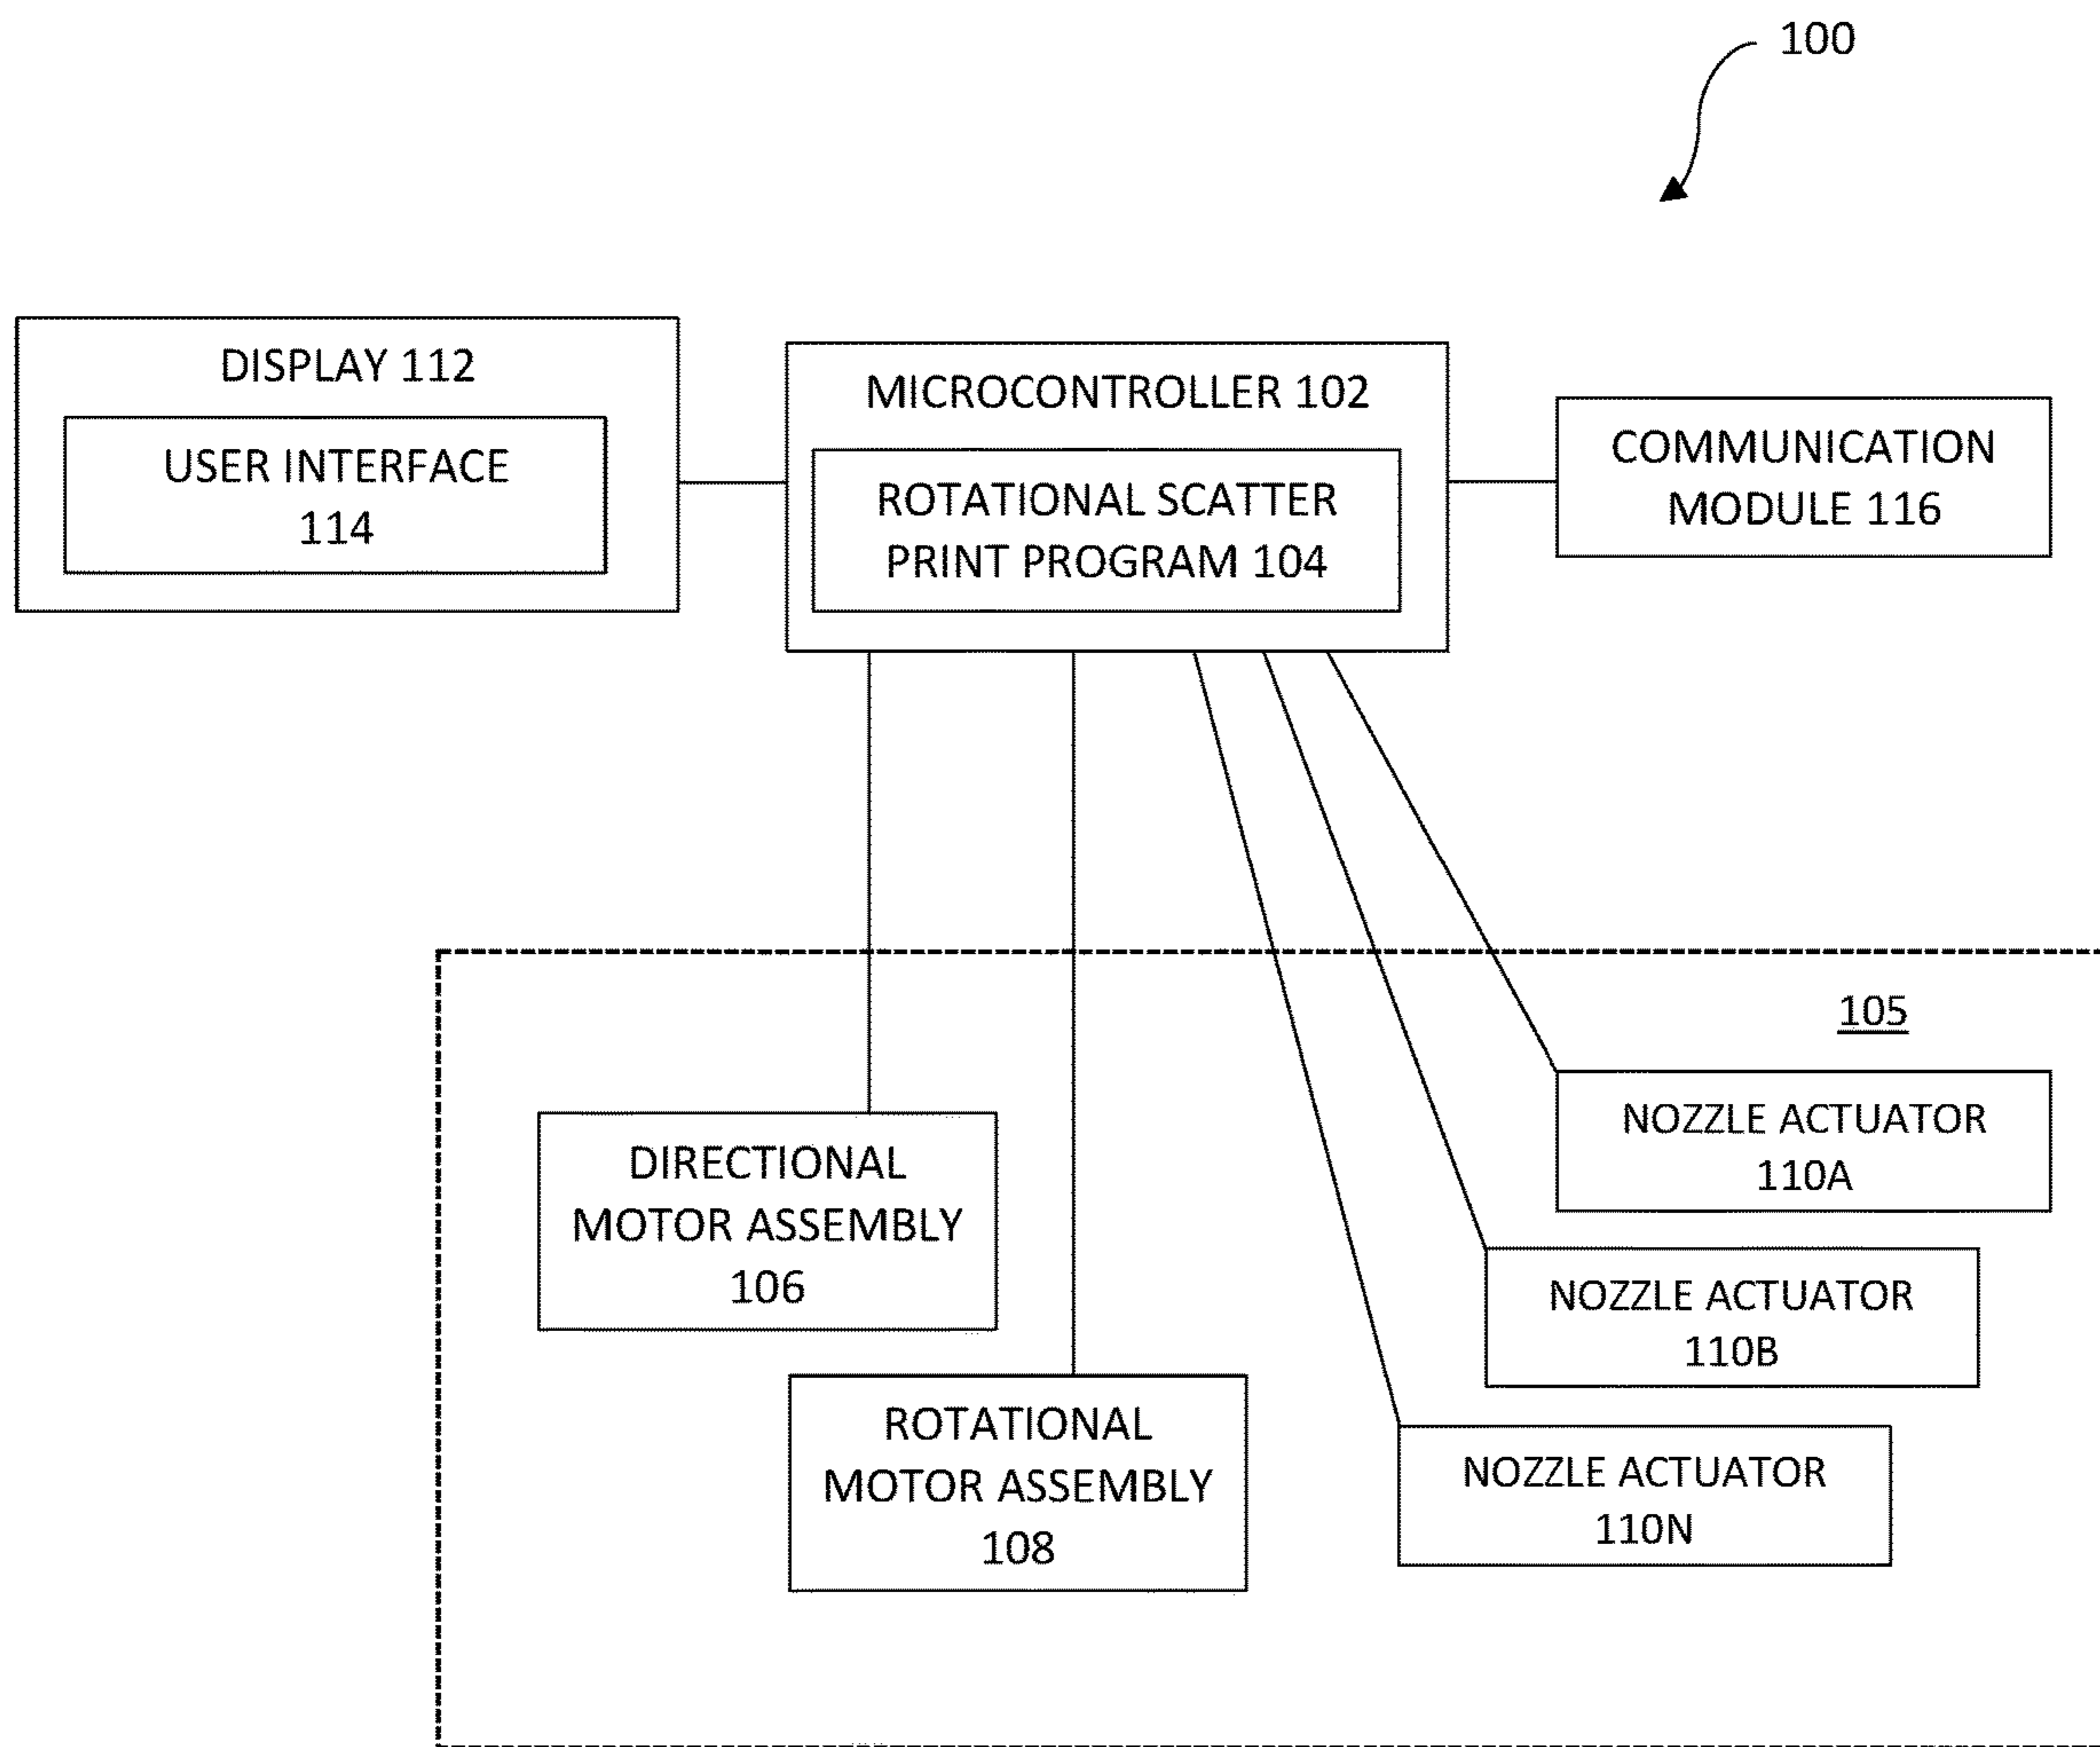 100
DISPLAY 112
USER INTERFACE
114
MICROCONTROLLER 102
ROTATIONAL SCATTER
PRINT PROGRAM 104
COMMUNICATION
MODULE 116
105
DIRECTIONAL
MOTOR ASSEMBLY
106
ROTATIONAL
MOTOR ASSEMBLY
108
NOZZLE ACTUATOR
110A
NOZZLE ACTUATOR
110B
NOZZLE ACTUATOR
110N